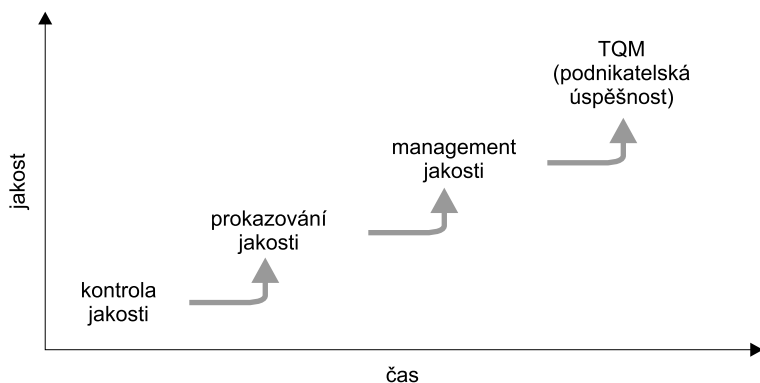 TQM
(podnikatelská
úspěšnost)
management
jakosti
prokazování
jakosti
kontrola
jakosti
jakost
čas